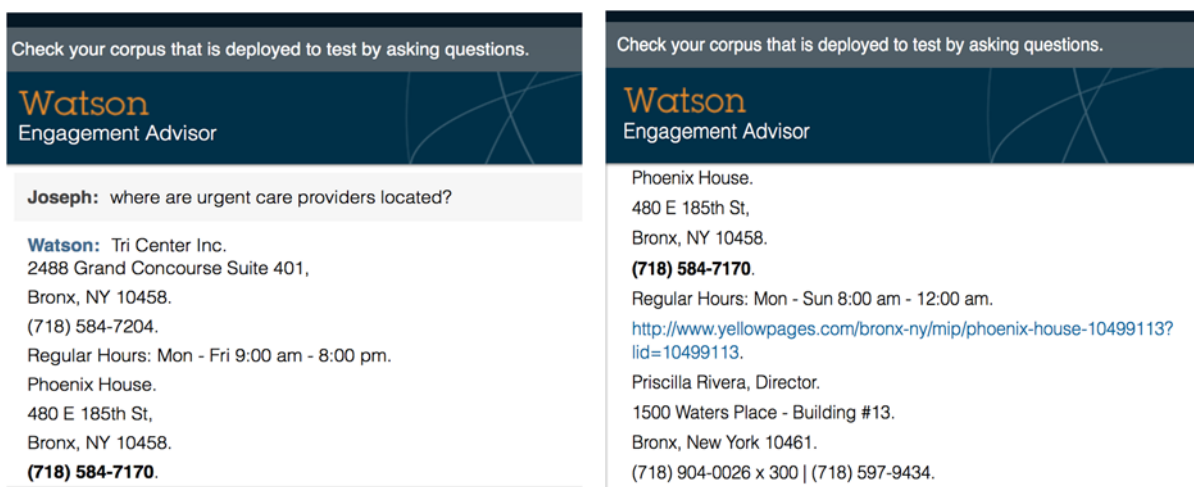 Check your corpus that is deployed to test by asking questions.
Watson
Engagement Advisor
Joseph: where are urgent care providers located?
Watson: Tri Center Inc.
2488 Grand Concourse Suite 401,
Bronx, NY 10458.
(718) 584-7204.
Regular Hours: Mon - Fri 9:00 am - 8:00 pm.
Phoenix House.
480 E 185th St,
Bronx, NY 10458.
(718) 584-7170.
Check your corpus that is deployed to test by asking questions.
Watson
Engagement Advisor
Phoenix House.
480 E 185th St,
Bronx, NY 10458.
(718) 584-7170.
Regular Hours: Mon - Sun 8:00 am - 12:00 am.
http://www.yellowpages.com/bronx-ny/mip/phoenix-house-10499113?
lid=10499113.
Priscilla Rivera, Director.
1500 Waters Place - Building #13.
Bronx, New York 10461.
(718) 904-0026 x 300 | (718) 597-9434.